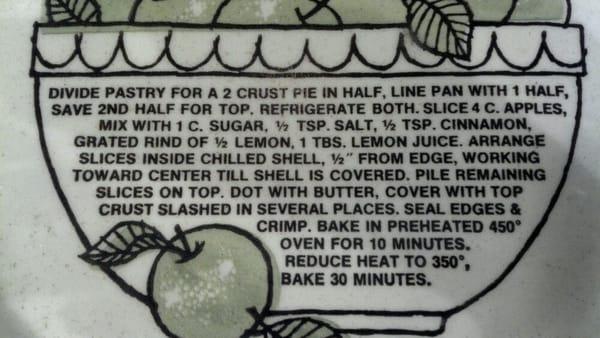 DIVIDE PASTRY FOR A 2 CRUST PIE IN HALF, LINE PAN WITH 1 HALF,
SAVE 2ND HALF FOR TOP. REFRIGERATE BOTH. SLICE 4 C. APPLES,
MIX WITH 1 C. SUGAR, ½ TSP. SALT, ½ TSP. CINNAMON,
GRATED RIND OF ½ LEMON, 1 TBS. LEMON JUICE. ARRANGE
SLICES INSIDE CHILLED SHELL, ½″ FROM EDGE, WORKING
TOWARD CENTER TILL SHELL IS COVERED. PILE REMAINING
SLICES ON TOP. DOT WITH BUTTER, COVER WITH TOP
CRUST SLASHED IN SEVERAL PLACES. SEAL EDGES &
CRIMP. BAKE IN PREHEATED 450°
OVEN FOR 10 MINUTES.
REDUCE HEAT TO 350°,
BAKE 30 MINUTES.